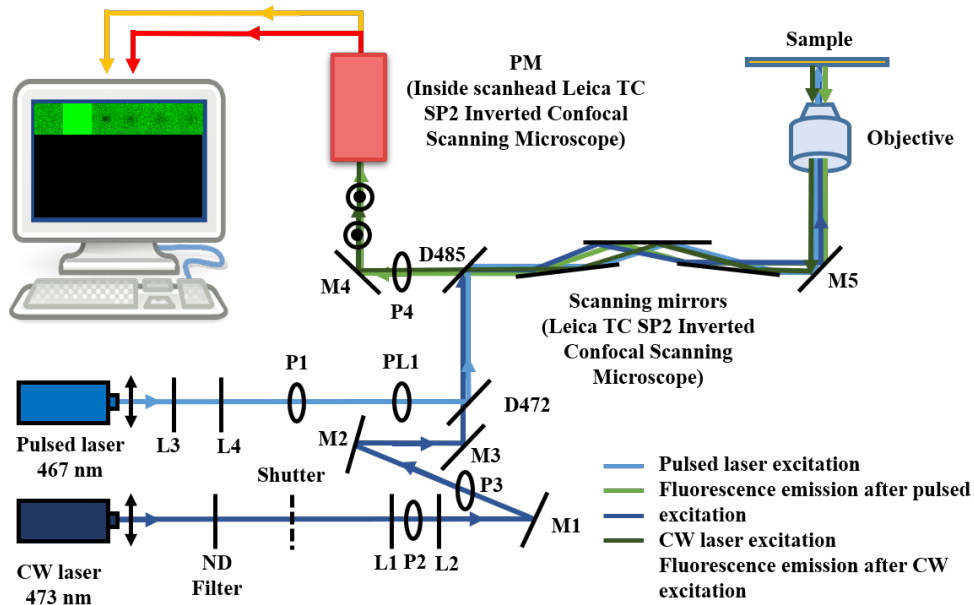 PM
(Inside scanhead Leica TC
SP2 Inverted Confocal
Scanning Microscope)
Sample
Objective
D485
M4
P4
M5
Scanning mirrors
(Leica TC SP2 Inverted
Confocal Scanning
Microscope)
P1
PL1
D472
L3
L4
Pulsed laser
467 nm
M2
M3
Shutter
P3
M1
ND
Filter
L1
P2
L2
CW laser
473 nm
Pulsed laser excitation
Fluorescence emission after pulsed
excitation
CW laser excitation
Fluorescence emission after CW
excitation